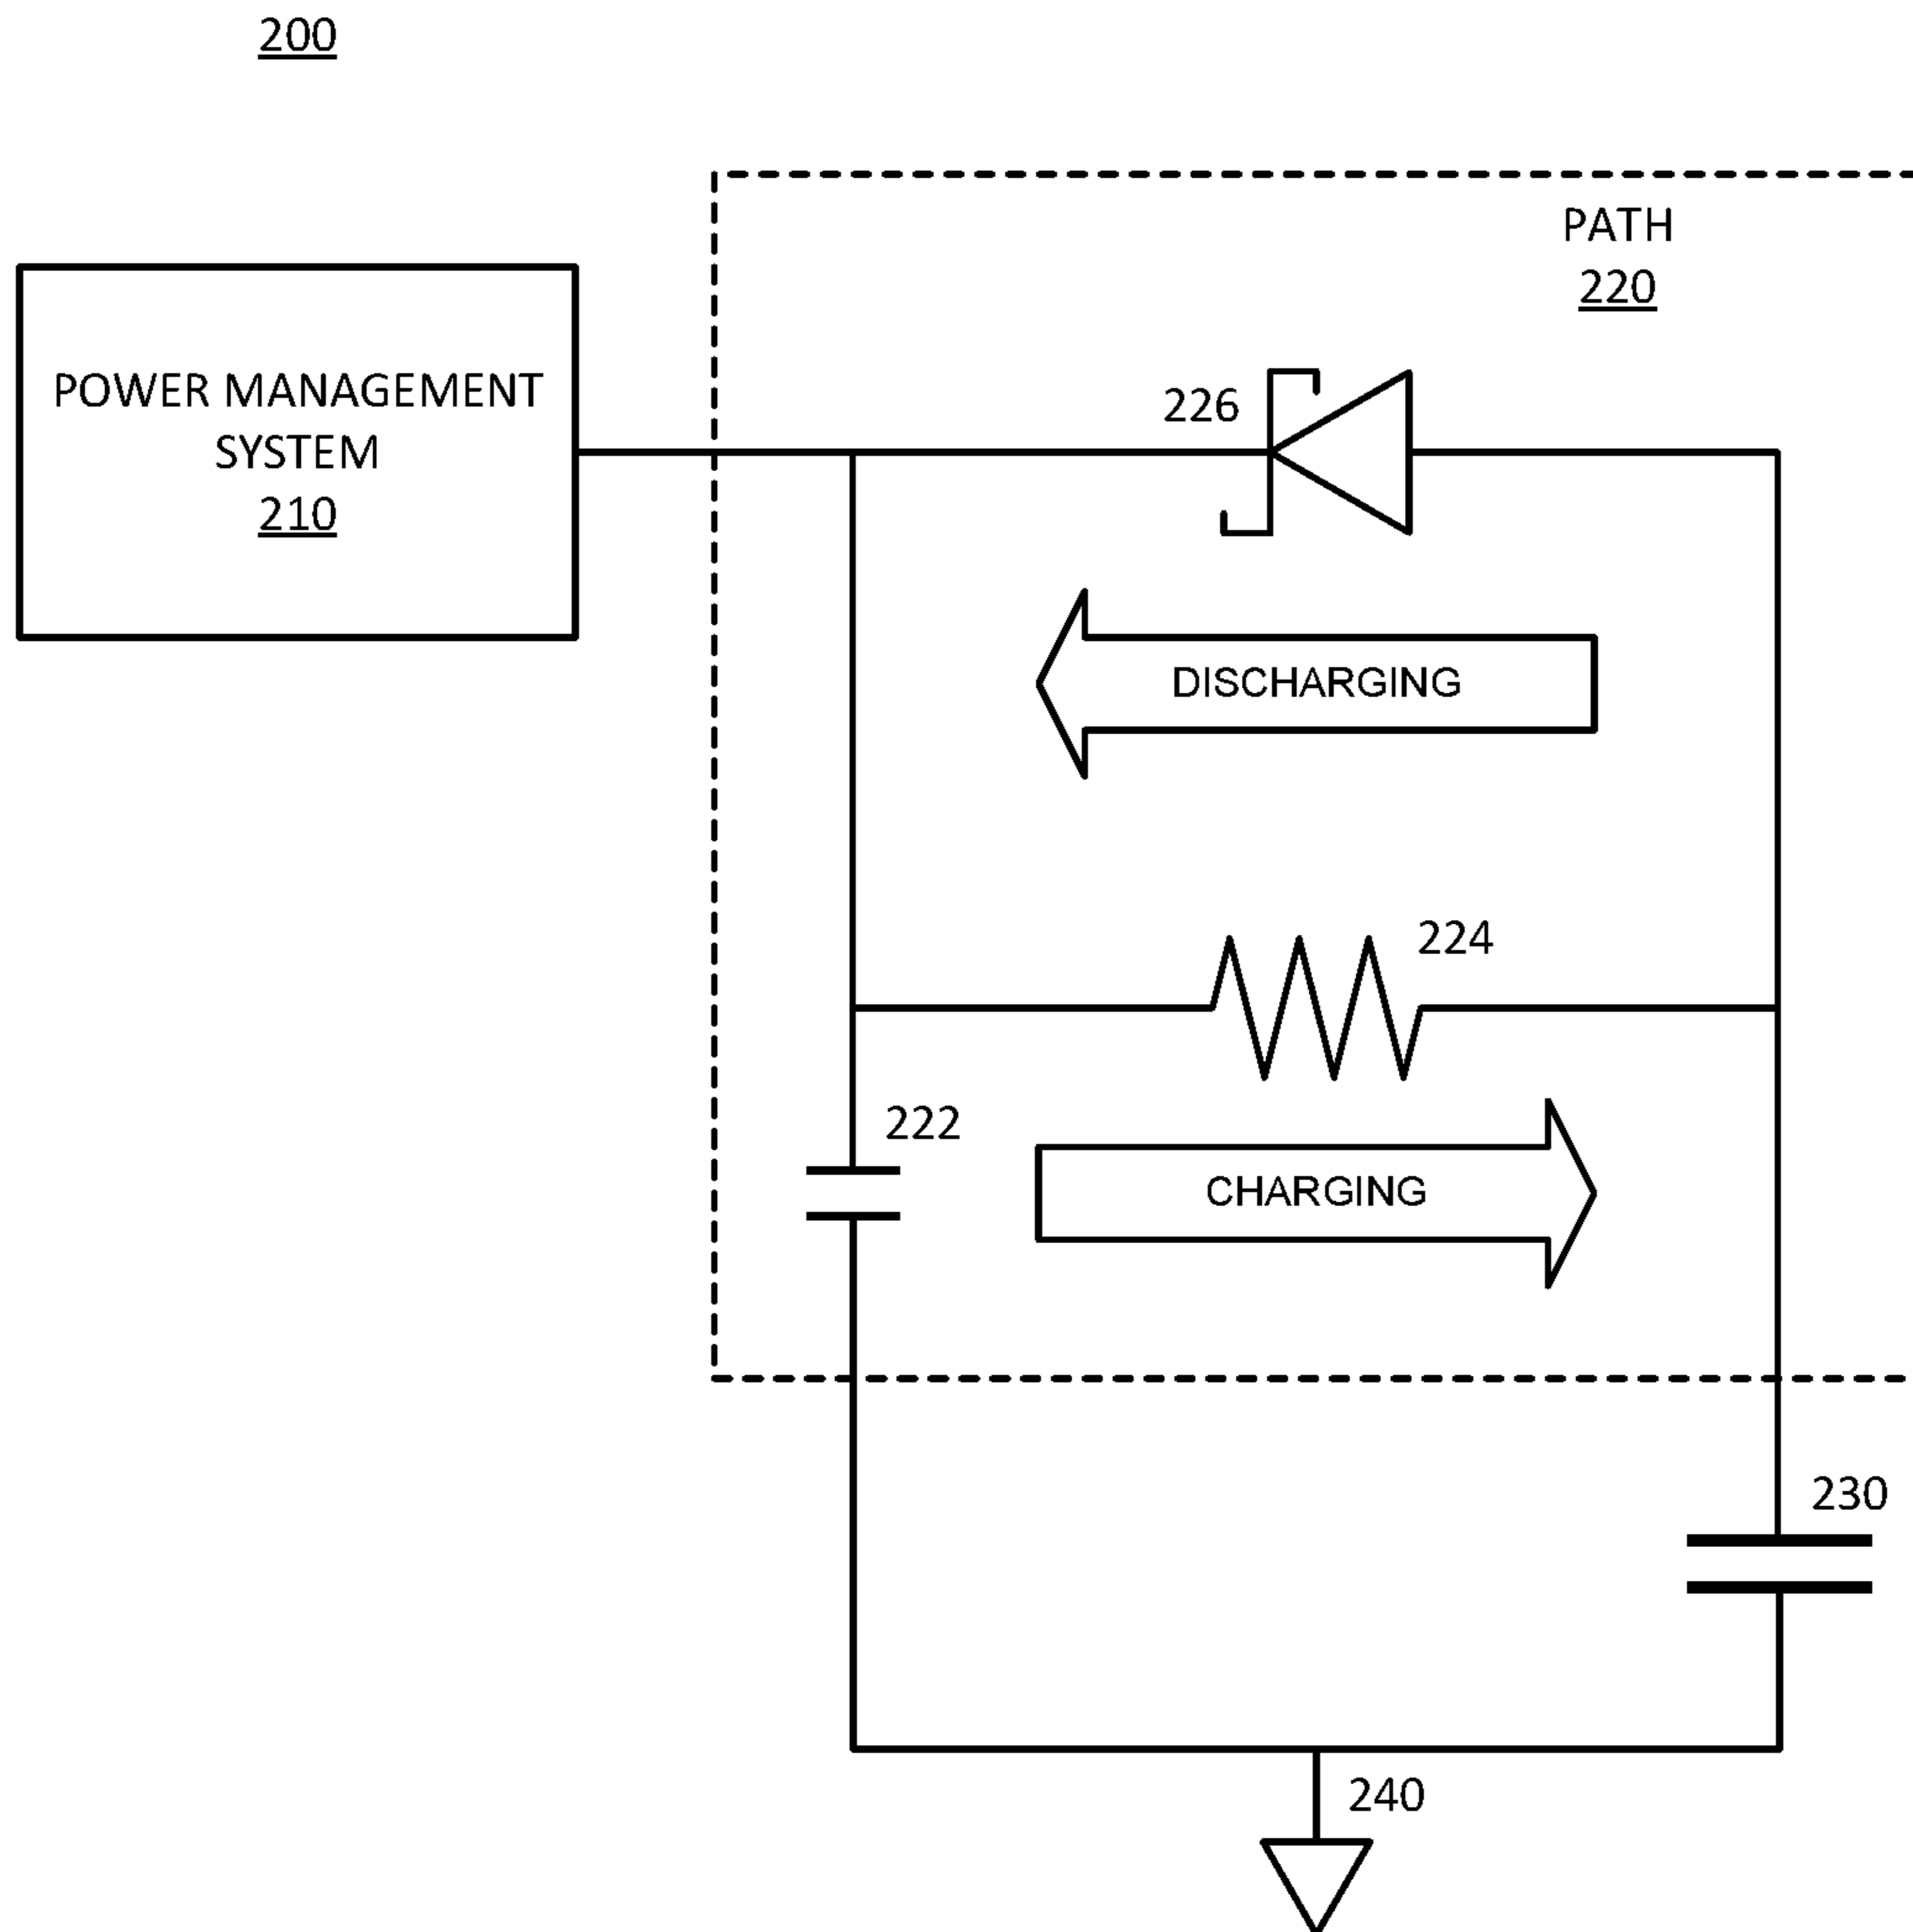 200
PATH
220
POWER MANAGEMENT
SYSTEM
210
226
DISCHARGING
224
222
CHARGING
230
240